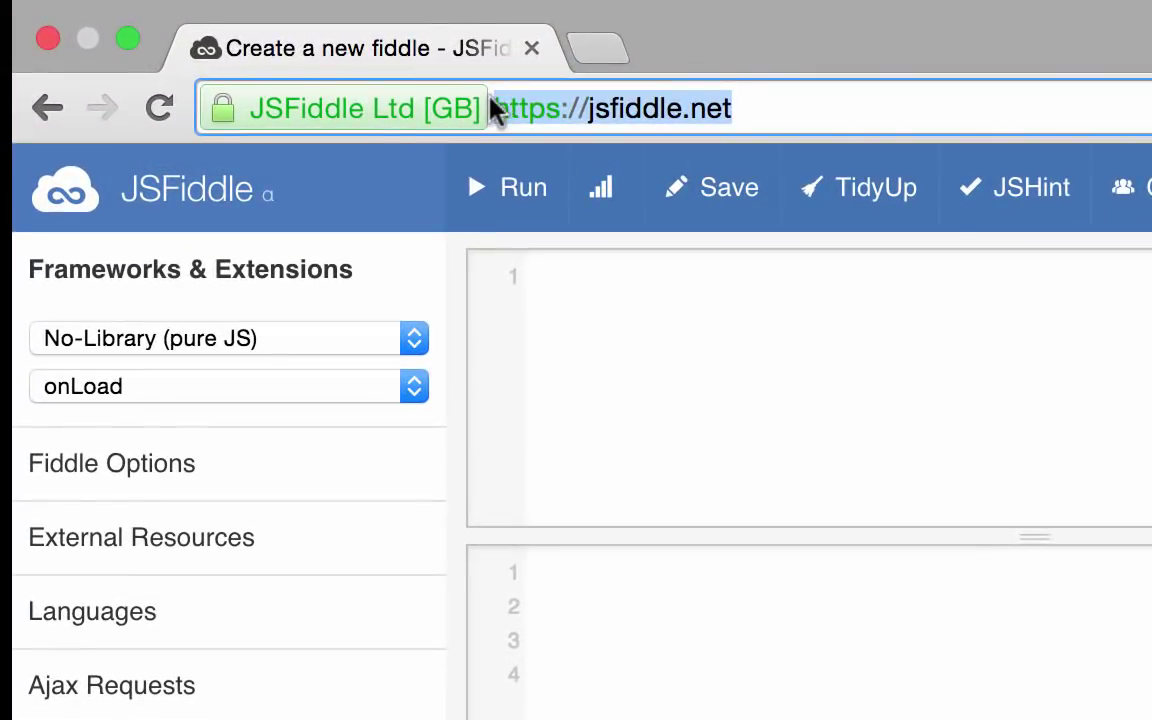 Create a new fiddle - JSFid
JSFiddle Ltd [GB] https://jsfiddle.net
JSFiddle α
Run
Save
TidyUp
JSHint
Frameworks & Extensions
No-Library (pure JS)
onLoad
Fiddle Options
External Resources
Languages
Ajax Requests
1
1
2
3
4